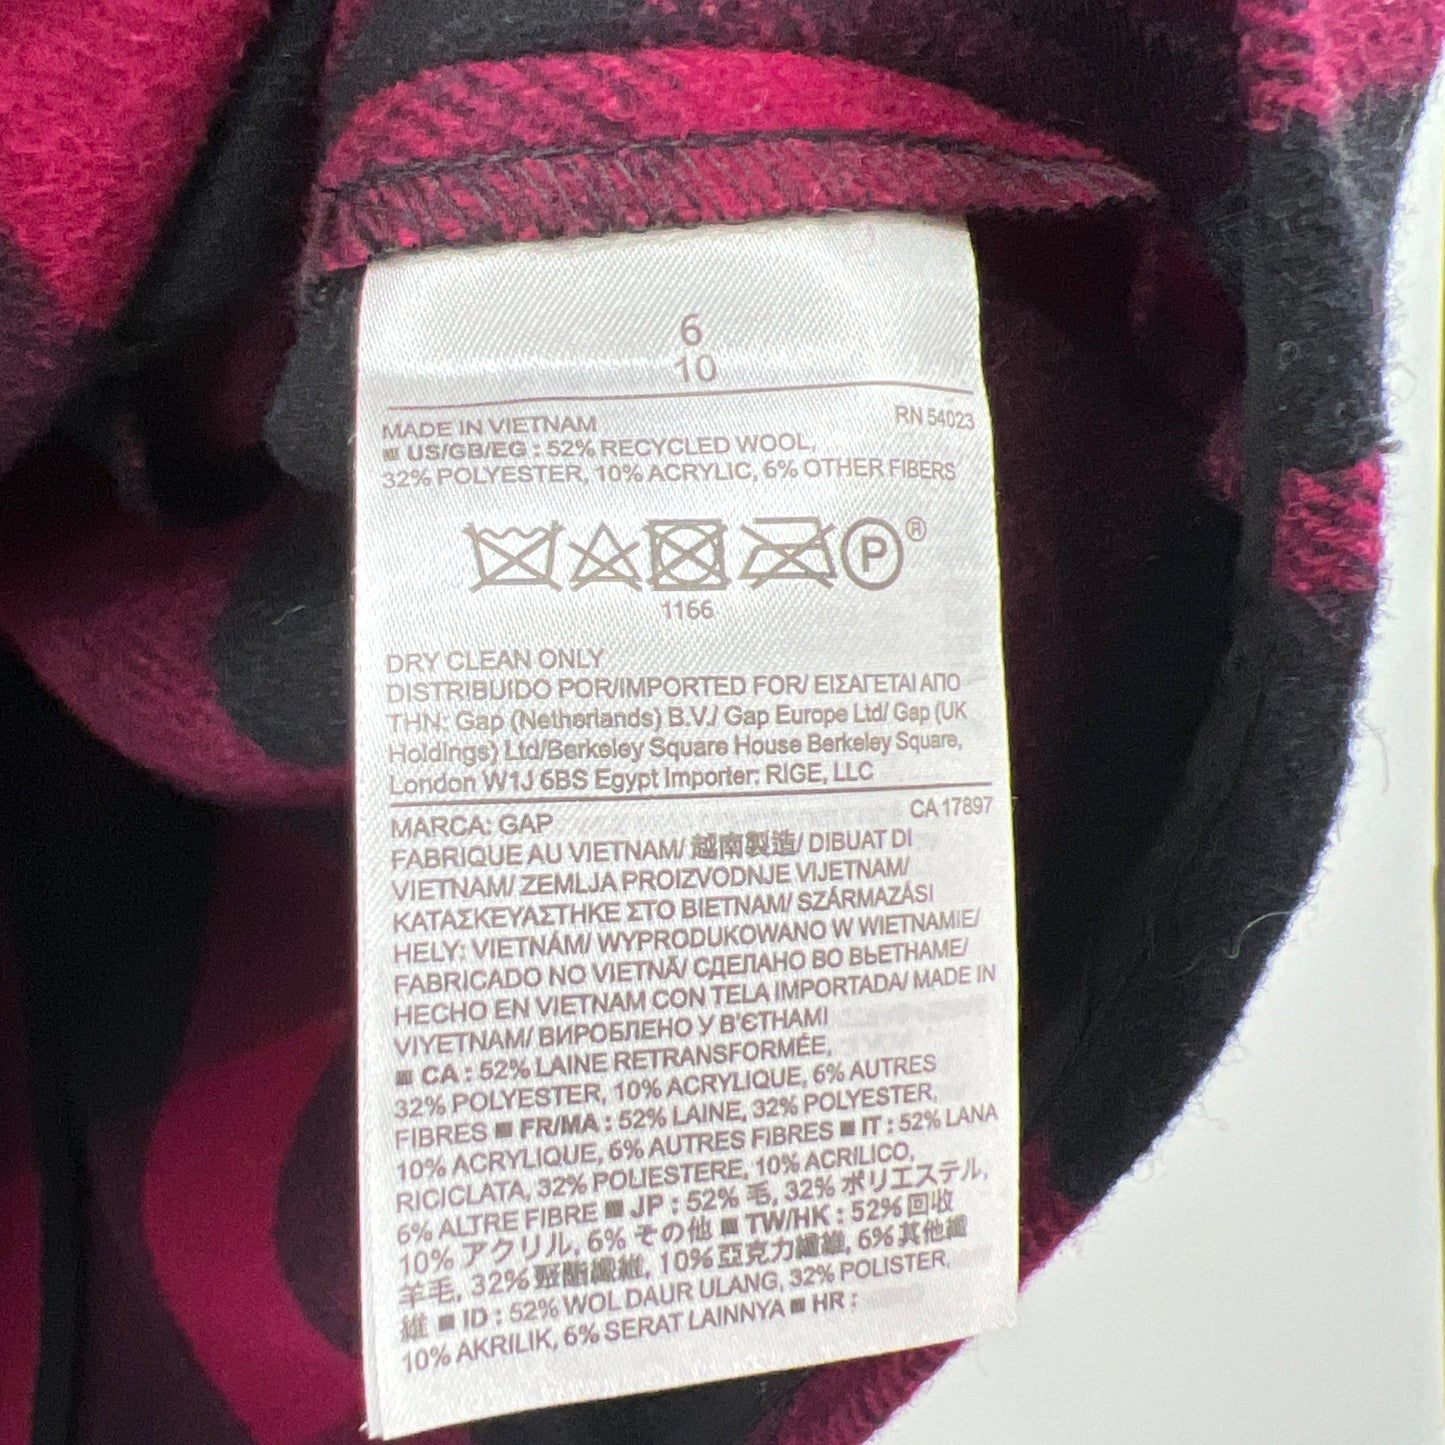 6
10
MADE IN VIETNAM RN 54023
■ US/GB/EG : 52% RECYCLED WOOL,
32% POLYESTER, 10% ACRYLIC, 6% OTHER FIBERS
P ®
1166
DRY CLEAN ONLY
DISTRIBUIDO POR/IMPORTED FOR/ ΕΙΣΑΓΕΤΑΙ ΑΠΟ
ΤΗΝ: Gap (Netherlands) B.V./ Gap Europe Ltd/ Gap (UK
Holdings) Ltd/Berkeley Square House Berkeley Square,
London W1J 6BS Egypt Importer: RIGE, LLC
MARCA: GAP CA 17897
FABRIQUE AU VIETNAM/ 越南製造/ DIBUAT DI
VIETNAM/ ZEMLJA PROIZVODNJE VIJETNAM/
ΚΑΤΑΣΚΕΥΑΣΤΗΚΕ ΣΤΟ ΒΙΕΤΝΑΜ/ SZÁRMAZÁSI
HELY: VIETNÁM/ WYPRODUKOWANO W WIETNAMIE/
FABRICADO NO VIETNÃ/ СДЕЛАНО ВО ВЬЕТНАМЕ/
HECHO EN VIETNAM CON TELA IMPORTADA/ MADE IN
VIYETNAM/ ВИРОБЛЕНО У В'ЄТНАМІ
■ CA : 52% LAINE RETRANSFORMÉE,
32% POLYESTER, 10% ACRYLIQUE, 6% AUTRES
FIBRES ■ FR/MA : 52% LAINE, 32% POLYESTER,
10% ACRYLIQUE, 6% AUTRES FIBRES ■ IT : 52% LANA
RICICLATA, 32% POLIESTERE, 10% ACRILICO,
6% ALTRE FIBRE ■ JP : 52% 毛, 32% ポリエステル,
10% アクリル, 6% その他 ■ TW/HK : 52% 回收
羊毛, 32% 聚酯纖維, 10% 亞克力纖維, 6% 其他纖
維 ■ ID : 52% WOL DAUR ULANG, 32% POLISTER,
10% AKRILIK, 6% SERAT LAINNYA ■ HR :